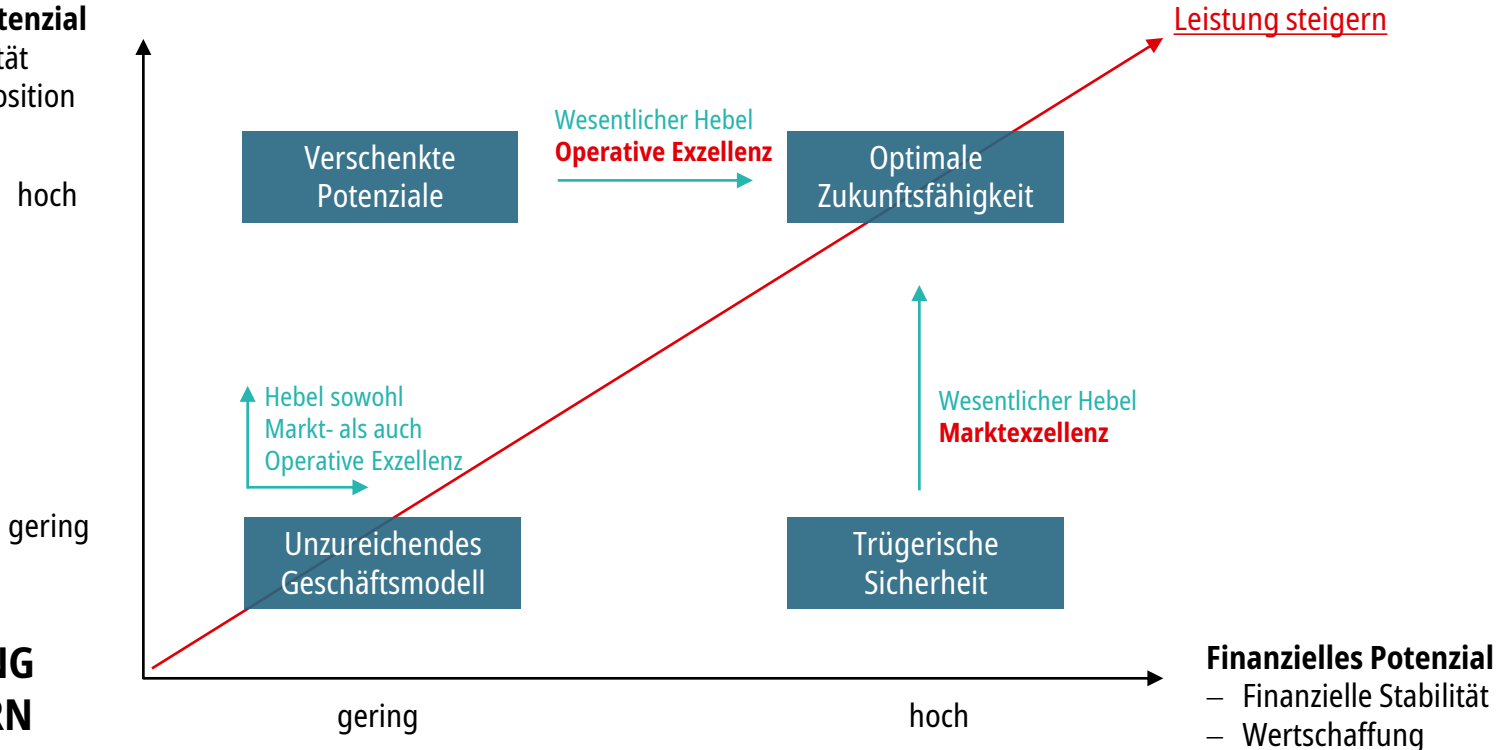 tenzial
tät
osition
hoch
gering
NG
RN
Leistung steigern
Verschenkte
Potenziale
Wesentlicher Hebel
Operative Exzellenz
Optimale
Zukunftsfähigkeit
Hebel sowohl
Markt- als auch
Operative Exzellenz
Wesentlicher Hebel
Marktexzellenz
Unzureichendes
Geschäftsmodell
Trügerische
Sicherheit
gering
hoch
Finanzielles Potenzial
– Finanzielle Stabilität
– Wertschaffung